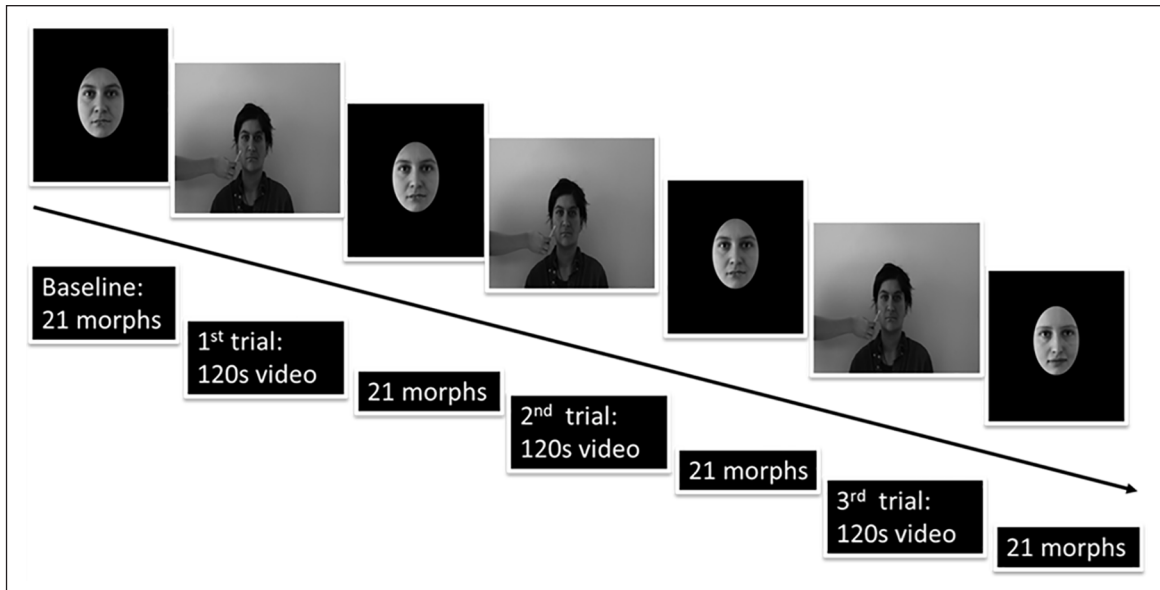 Baseline:
21 morphs
1st trial:
120s video
21 morphs
2nd trial:
120s video
21 morphs
3rd trial:
120s video
21 morphs